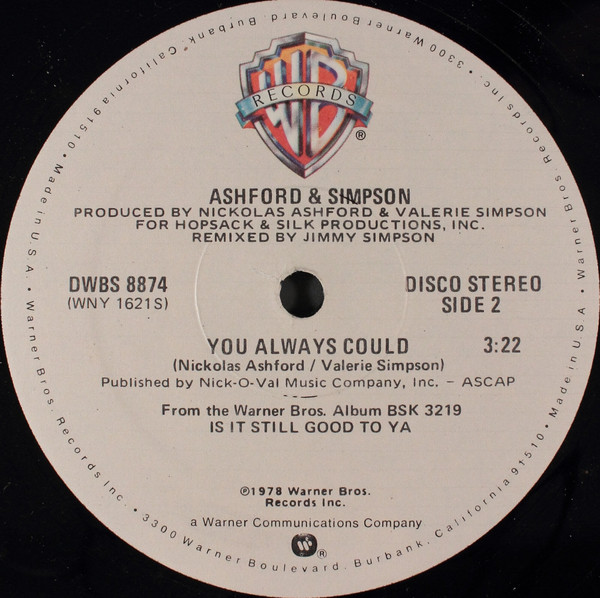 WB
RECORDS
®
ASHFORD & SIMPSON
PRODUCED BY NICKOLAS ASHFORD & VALERIE SIMPSON
FOR HOPSACK & SILK PRODUCTIONS, INC.
REMIXED BY JIMMY SIMPSON
DWBS 8874
(WNY 1621S)
DISCO STEREO
SIDE 2
YOU ALWAYS COULD 3:22
(Nickolas Ashford / Valerie Simpson)
Published by Nick-O-Val Music Company, Inc. – ASCAP
From the Warner Bros. Album BSK 3219
IS IT STILL GOOD TO YA
℗1978 Warner Bros.
Records Inc.
a Warner Communications Company
®
Warner Bros. Records Inc. • 3300 Warner Boulevard, Burbank, California 91510 • Made in U.S.A. •
Warner Bros. Records Inc. • 3300 Warner Boulevard, Burbank, California 91510 • Made in U.S.A. •